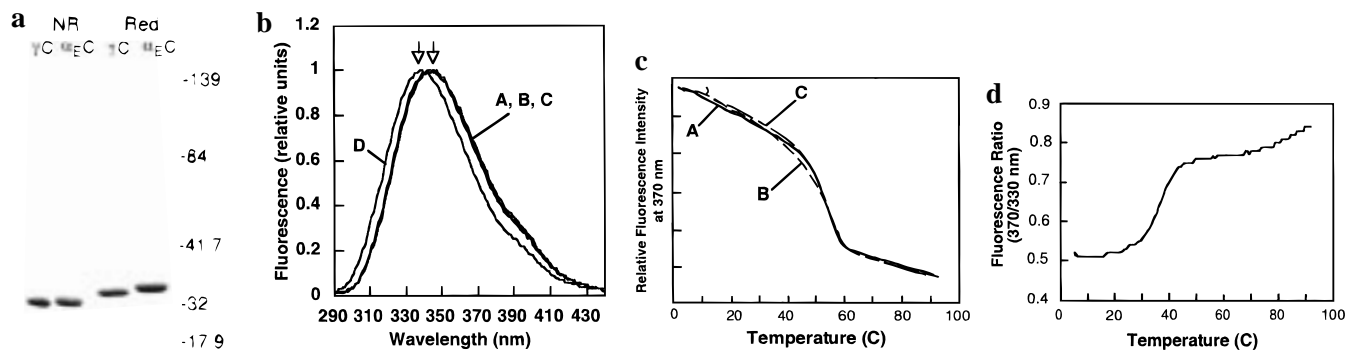 a
NR Red
γC αEC γC αEC
-139
-84
-41 7
-32
-17 9
b
Fluorescence (relative units)
1.2
1
0.8
0.6
0.4
0.2
0
A, B, C
D
290 310 330 350 370 390 410 430
Wavelength (nm)
c
Relative Fluorescence Intensity
at 370 nm
A
C
B
0 20 40 60 80 100
Temperature (C)
d
Fluorescence Ratio
(370/330 nm)
0.9
0.8
0.7
0.6
0.5
0.4
0 20 40 60 80 100
Temperature (C)